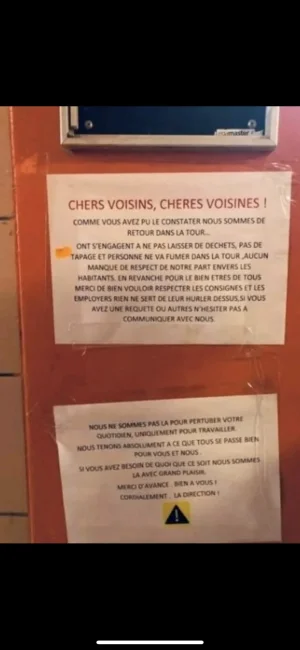 CHERS VOISINS, CHERES VOISINES !
COMME VOUS AVEZ PU LE CONSTATER NOUS SOMMES DE
RETOUR DANS LA TOUR...
ONT S'ENGAGENT A NE PAS LAISSER DE DECHETS, PAS DE
TAPAGE ET PERSONNE NE VA FUMER DANS LA TOUR ,AUCUN
MANQUE DE RESPECT DE NOTRE PART ENVERS LES
HABITANTS. EN REVANCHE POUR LE BIEN ETRES DE TOUS
MERCI DE BIEN VOULOIR RESPECTER LES CONSIGNES ET LES
EMPLOYERS RIEN NE SERT DE LEUR HURLER DESSUS,SI VOUS
AVEZ UNE REQUETE OU AUTRES N'HESITER PAS A
COMMUNIQUER AVEC NOUS.
NOUS NE SOMMES PAS LA POUR PERTUBER VOTRE
QUOTIDIEN, UNIQUEMENT POUR TRAVAILLER.
NOUS TENONS ABSOLUMENT A CE QUE TOUS SE PASSE BIEN
POUR VOUS ET NOUS.
SI VOUS AVEZ BESOIN DE QUOI QUE CE SOIT NOUS SOMMES
LA AVEC GRAND PLAISIR.
MERCI D'AVANCE . BIEN A VOUS !
CORDIALEMENT . LA DIRECTION !